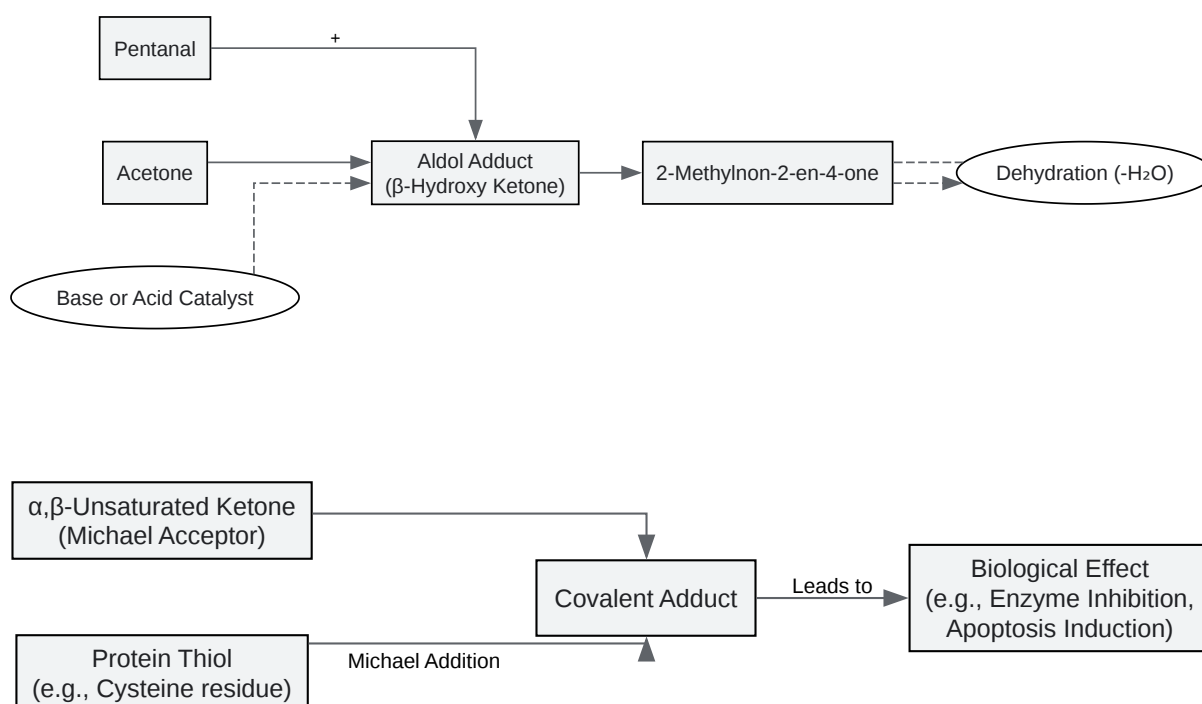 Pentanal
+
Acetone
Aldol Adduct
(β-Hydroxy Ketone)
2-Methylnon-2-en-4-one
Dehydration (-H₂O)
Base or Acid Catalyst
α,β-Unsaturated Ketone
(Michael Acceptor)
Covalent Adduct
Leads to
Biological Effect
(e.g., Enzyme Inhibition,
Apoptosis Induction)
Protein Thiol
(e.g., Cysteine residue)
Michael Addition